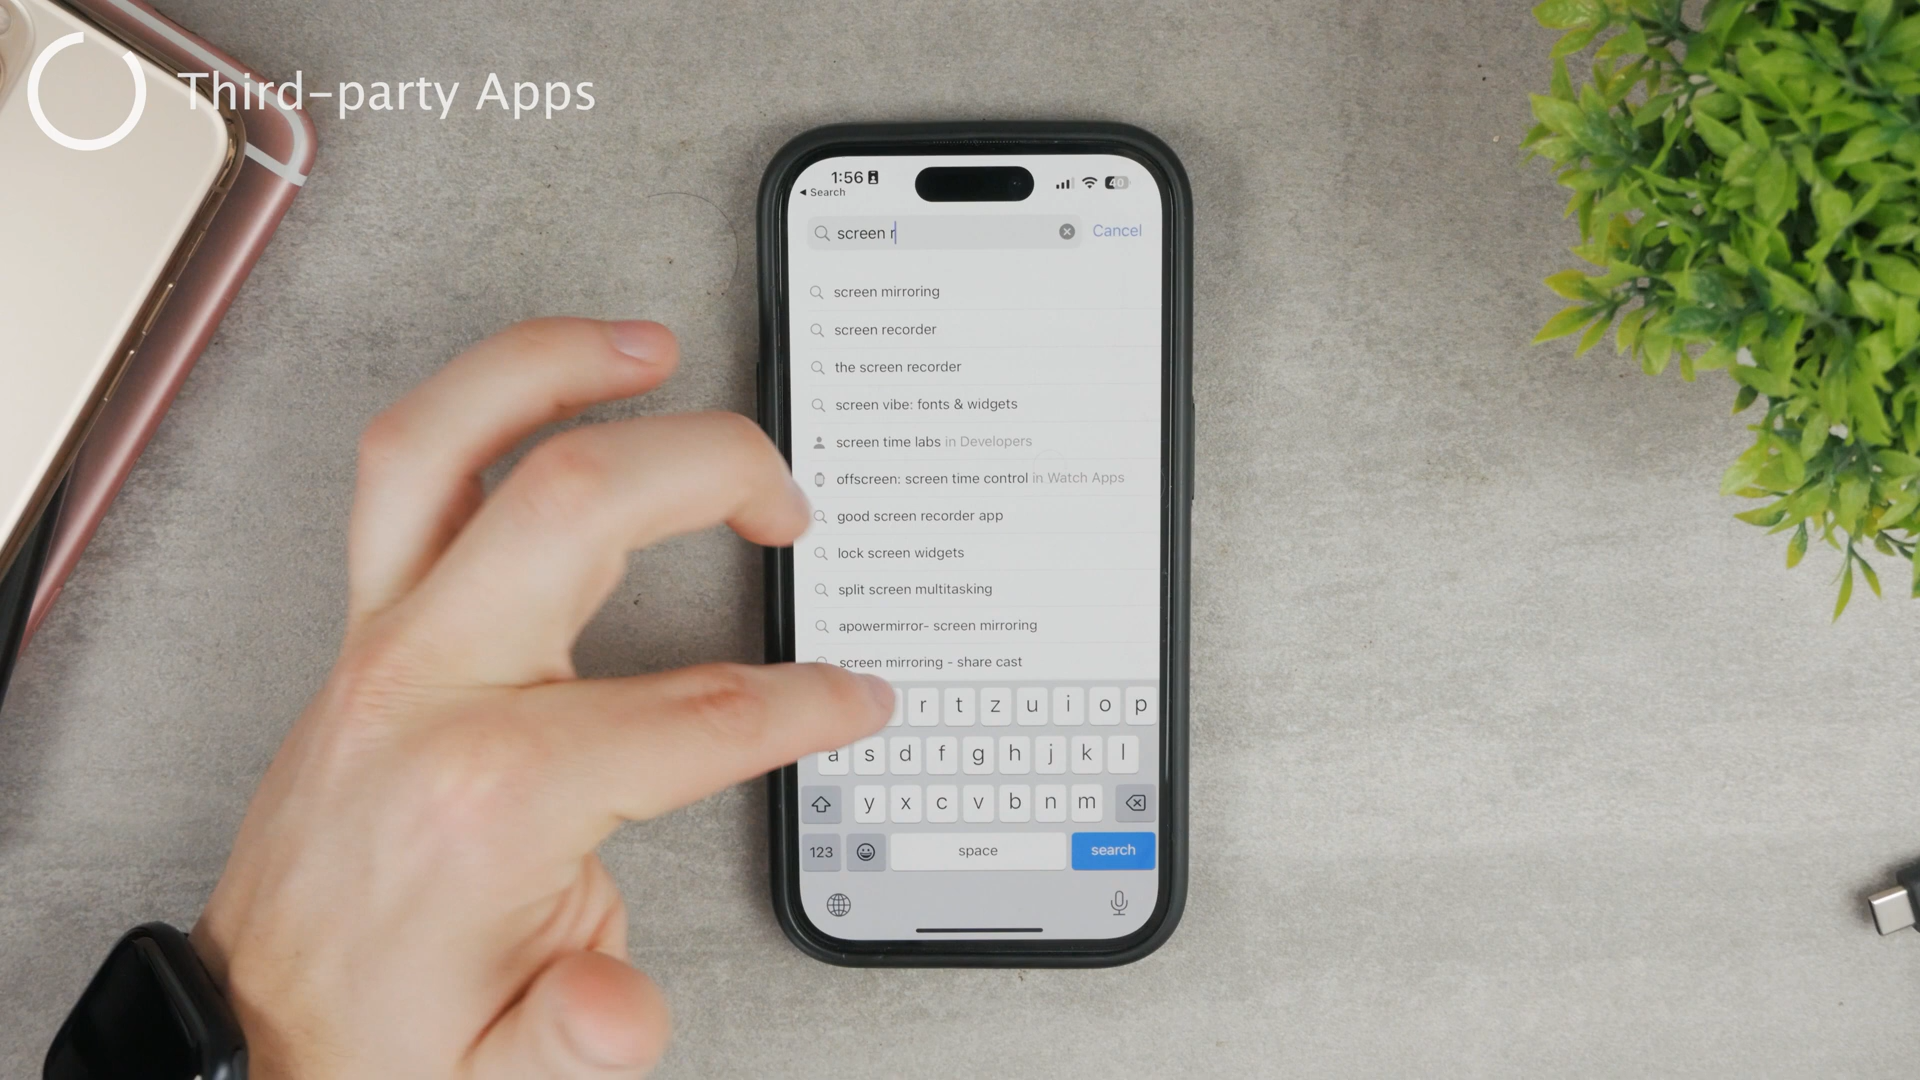 Third-party Apps
1:56
40
◂ Search
screen r
Cancel
screen mirroring
screen recorder
the screen recorder
screen vibe: fonts & widgets
screen time labs in Developers
offscreen: screen time control in Watch Apps
good screen recorder app
lock screen widgets
split screen multitasking
apowermirror- screen mirroring
screen mirroring - share cast
r t z u i o p
a s d f g h j k l
y x c v b n m
123 space search